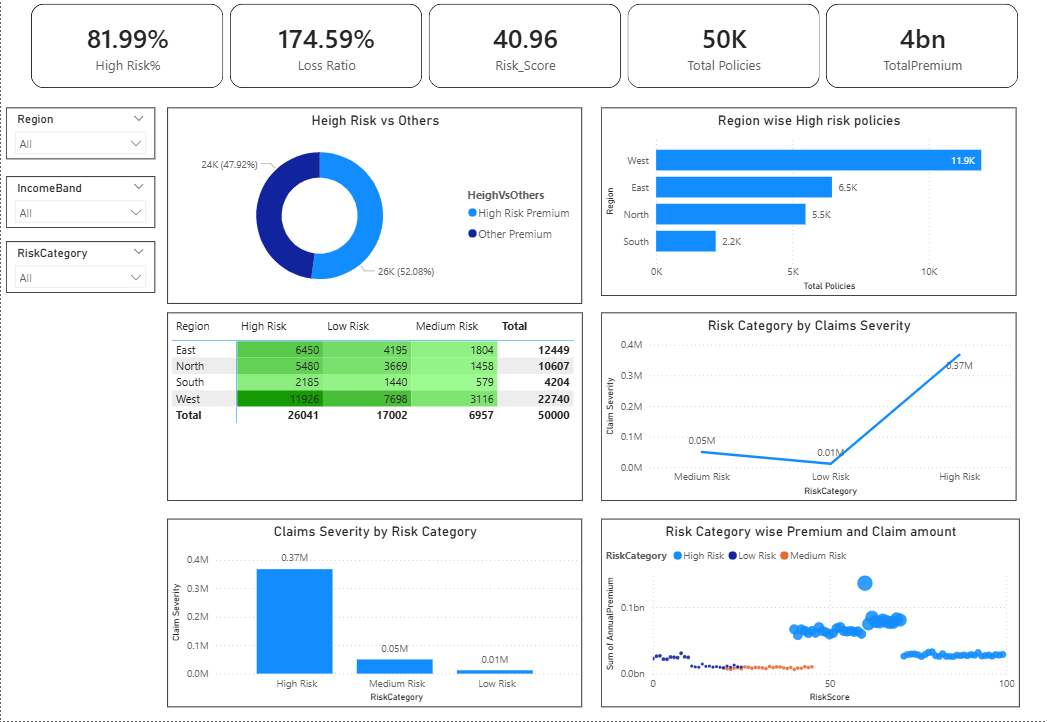 81.99%
High Risk%
174.59%
Loss Ratio
40.96
Risk_Score
50K
Total Policies
4bn
TotalPremium
Region
All
IncomeBand
All
RiskCategory
All
Heigh Risk vs Others
24K (47.92%)
26K (52.08%)
HeighVsOthers
High Risk Premium
Other Premium
Region wise High risk policies
Region
West 11.9K
East 6.5K
North 5.5K
South 2.2K
0K 5K 10K
Total Policies
Region High Risk Low Risk Medium Risk Total
East 6450 4195 1804 12449
North 5480 3669 1458 10607
South 2185 1440 579 4204
West 11926 7698 3116 22740
Total 26041 17002 6957 50000
Risk Category by Claims Severity
Claim Severity
0.4M
0.3M
0.2M
0.1M
0.0M
0.05M
0.01M
0.37M
Medium Risk Low Risk High Risk
RiskCategory
Claims Severity by Risk Category
Claim Severity
0.4M
0.3M
0.2M
0.1M
0.0M
0.37M
0.05M
0.01M
High Risk Medium Risk Low Risk
RiskCategory
Risk Category wise Premium and Claim amount
RiskCategory High Risk Low Risk Medium Risk
Sum of AnnualPremium
0.1bn
0.0bn
0 50 100
RiskScore